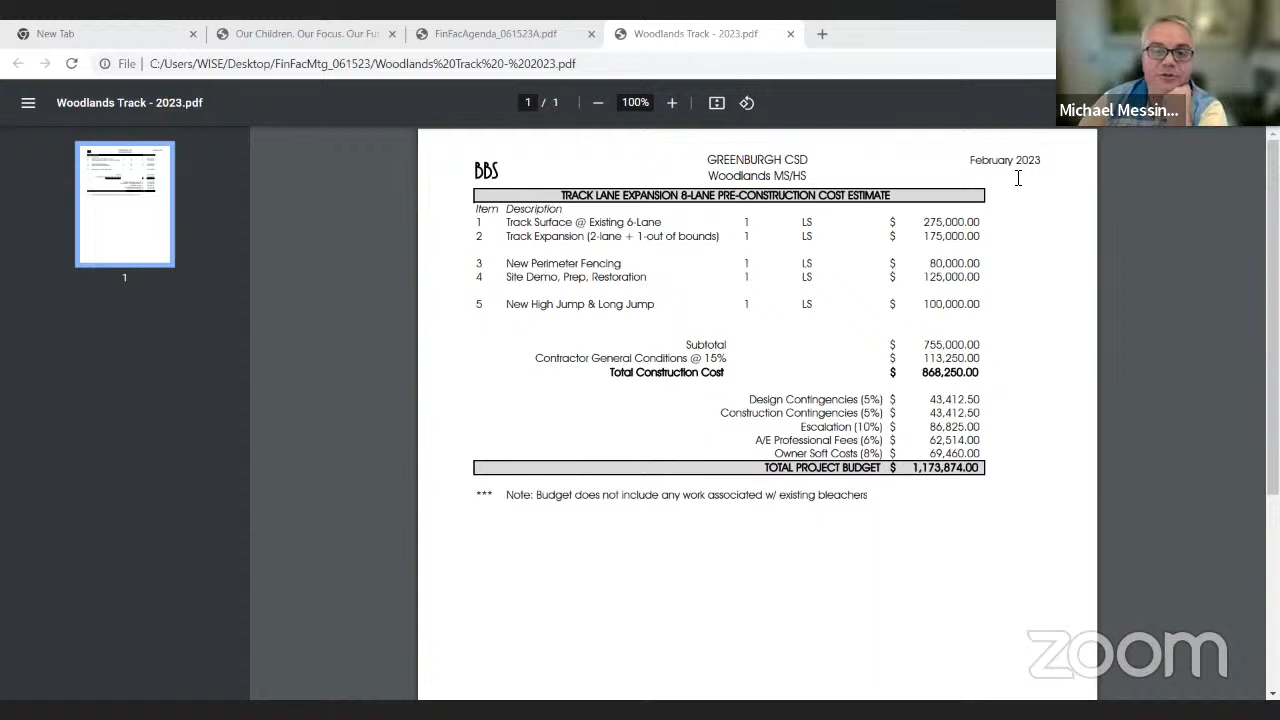 New Tab
Our Children. Our Focus. Our Fu
FinFacAgenda_061523A.pdf
Woodlands Track - 2023.pdf
File C:/Users/WISE/Desktop/FinFacMtg_061523/Woodlands%20Track%20-%202023.pdf
Woodlands Track - 2023.pdf
1 / 1
100%
Michael Messin...
1
BBS
GREENBURGH CSD
February 2023
Woodlands MS/HS
TRACK LANE EXPANSION 8-LANE PRE-CONSTRUCTION COST ESTIMATE
Item Description
1 Track Surface @ Existing 6-Lane 1 LS $ 275,000.00
2 Track Expansion (2-lane + 1-out of bounds) 1 LS $ 175,000.00
3 New Perimeter Fencing 1 LS $ 80,000.00
4 Site Demo, Prep, Restoration 1 LS $ 125,000.00
5 New High Jump & Long Jump 1 LS $ 100,000.00
Subtotal $ 755,000.00
Contractor General Conditions @ 15% $ 113,250.00
Total Construction Cost $ 868,250.00
Design Contingencies (5%) $ 43,412.50
Construction Contingencies (5%) $ 43,412.50
Escalation (10%) $ 86,825.00
A/E Professional Fees (6%) $ 62,514.00
Owner Soft Costs (8%) $ 69,460.00
TOTAL PROJECT BUDGET $ 1,173,874.00
*** Note: Budget does not include any work associated w/ existing bleachers
zoom